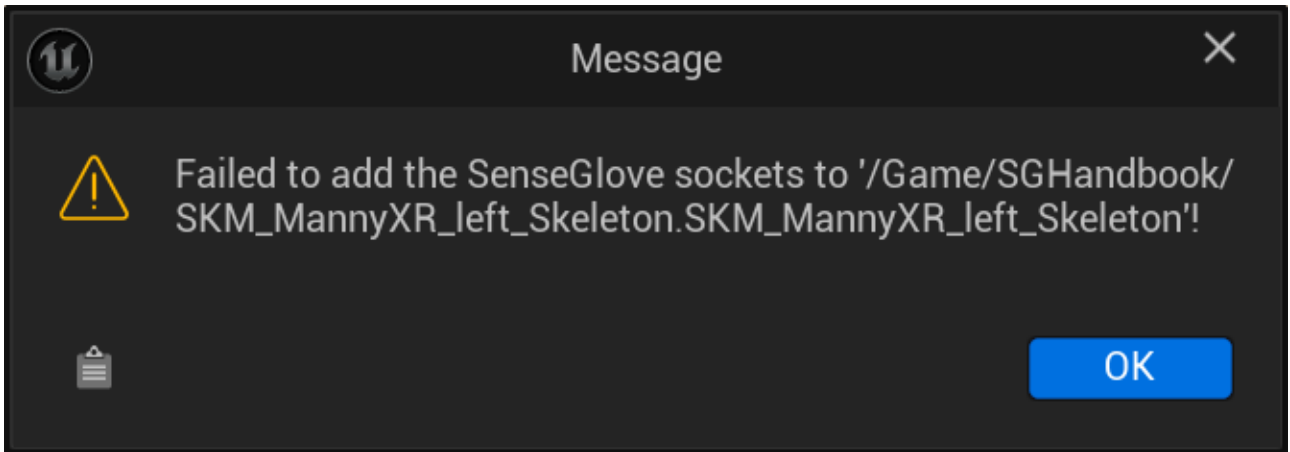 Message
Failed to add the SenseGlove sockets to '/Game/SGHandbook/
SKM_MannyXR_left_Skeleton.SKM_MannyXR_left_Skeleton'!
OK